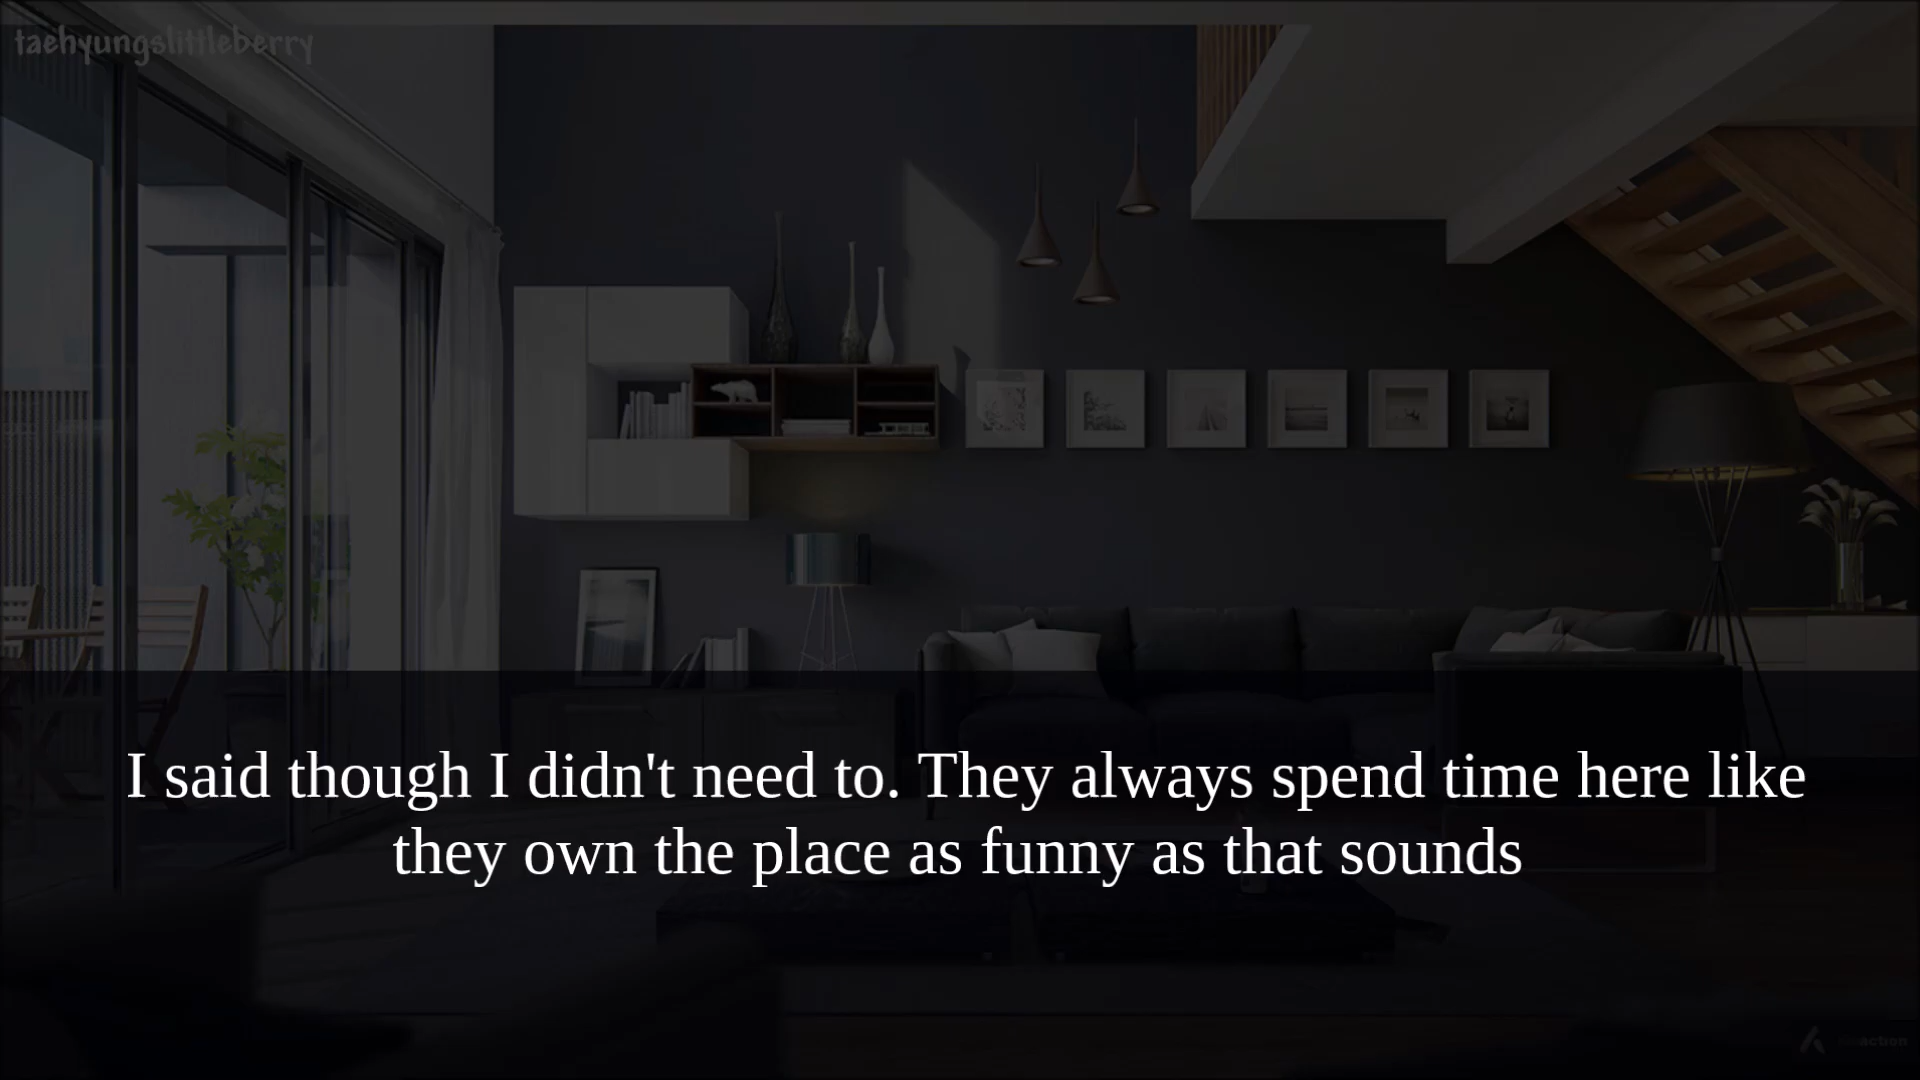 taehyungslittleberry
I said though I didn't need to. They always spend time here like
they own the place as funny as that sounds
action